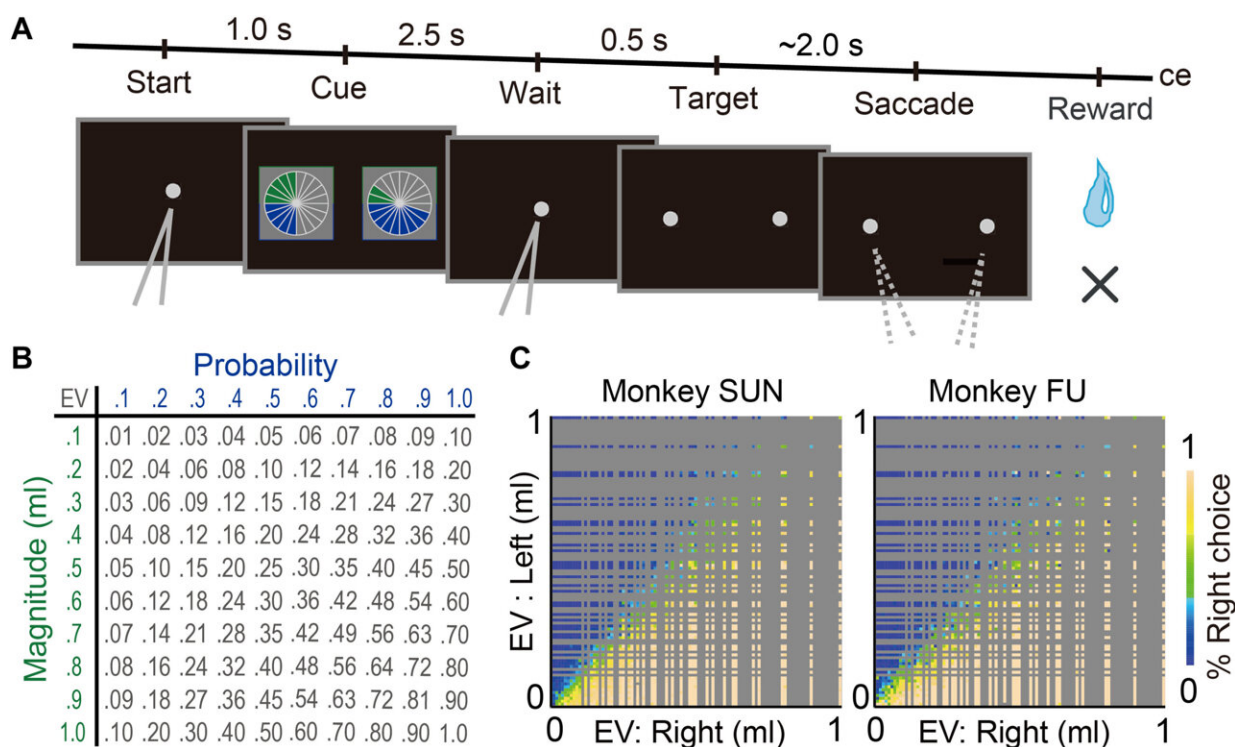 A
1.0 s 2.5 s 0.5 s ~2.0 s
ce
Start Cue Wait Target Saccade Reward
B
Probability
EV .1 .2 .3 .4 .5 .6 .7 .8 .9 1.0
Magnitude (ml)
.1 .01 .02 .03 .04 .05 .06 .07 .08 .09 .10
.2 .02 .04 .06 .08 .10 .12 .14 .16 .18 .20
.3 .03 .06 .09 .12 .15 .18 .21 .24 .27 .30
.4 .04 .08 .12 .16 .20 .24 .28 .32 .36 .40
.5 .05 .10 .15 .20 .25 .30 .35 .40 .45 .50
.6 .06 .12 .18 .24 .30 .36 .42 .48 .54 .60
.7 .07 .14 .21 .28 .35 .42 .49 .56 .63 .70
.8 .08 .16 .24 .32 .40 .48 .56 .64 .72 .80
.9 .09 .18 .27 .36 .45 .54 .63 .72 .81 .90
1.0 .10 .20 .30 .40 .50 .60 .70 .80 .90 1.0
C
Monkey SUN Monkey FU
1 1 1
EV : Left (ml)
% Right choice
0 0 0
0 1 0 1
EV: Right (ml) EV: Right (ml)